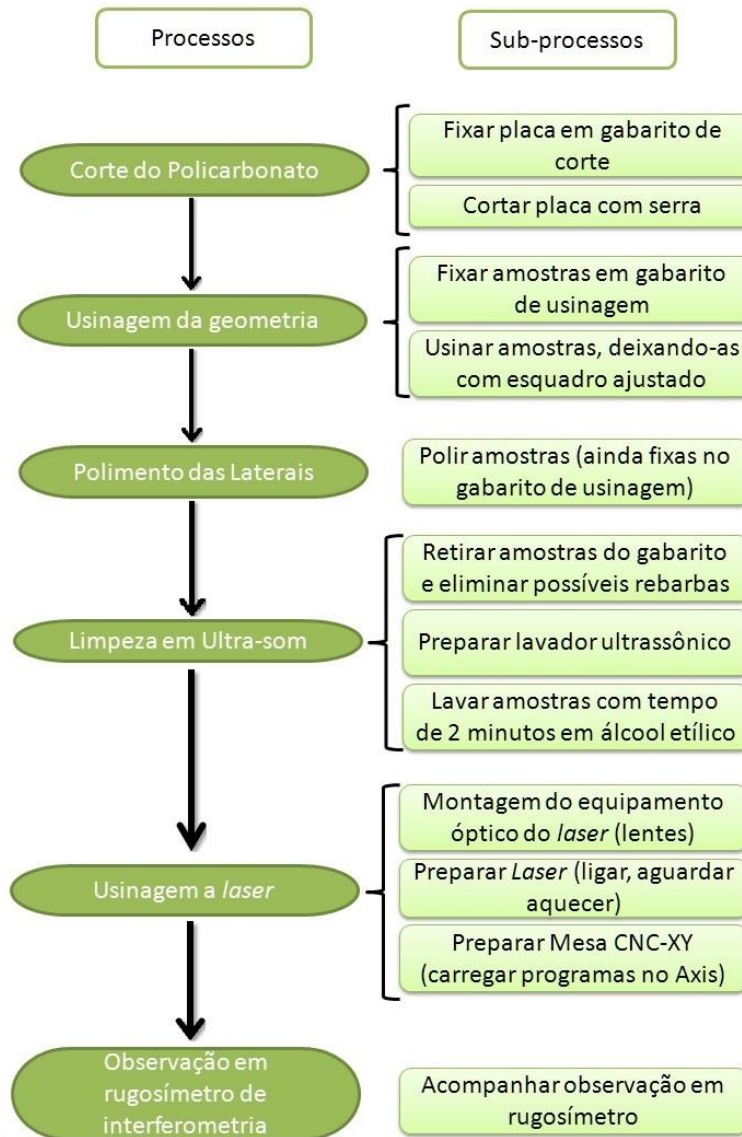 Processos
Sub-processos
Corte do Policarbonato
Fixar placa em gabarito de
corte
Cortar placa com serra
Usinagem da geometria
Fixar amostras em gabarito
de usinagem
Usinar amostras, deixando-as
com esquadro ajustado
Polimento das Laterais
Polir amostras (ainda fixas no
gabarito de usinagem)
Limpeza em Ultra-som
Retirar amostras do gabarito
e eliminar possíveis rebarbas
Preparar lavador ultrassônico
Lavar amostras com tempo
de 2 minutos em álcool etílico
Usinagem a laser
Montagem do equipamento
óptico do laser (lentes)
Preparar Laser (ligar, aguardar
aquecer)
Preparar Mesa CNC-XY
(carregar programas no Axis)
Observação em
rugosímetro de
interferometria
Acompanhar observação em
rugosímetro